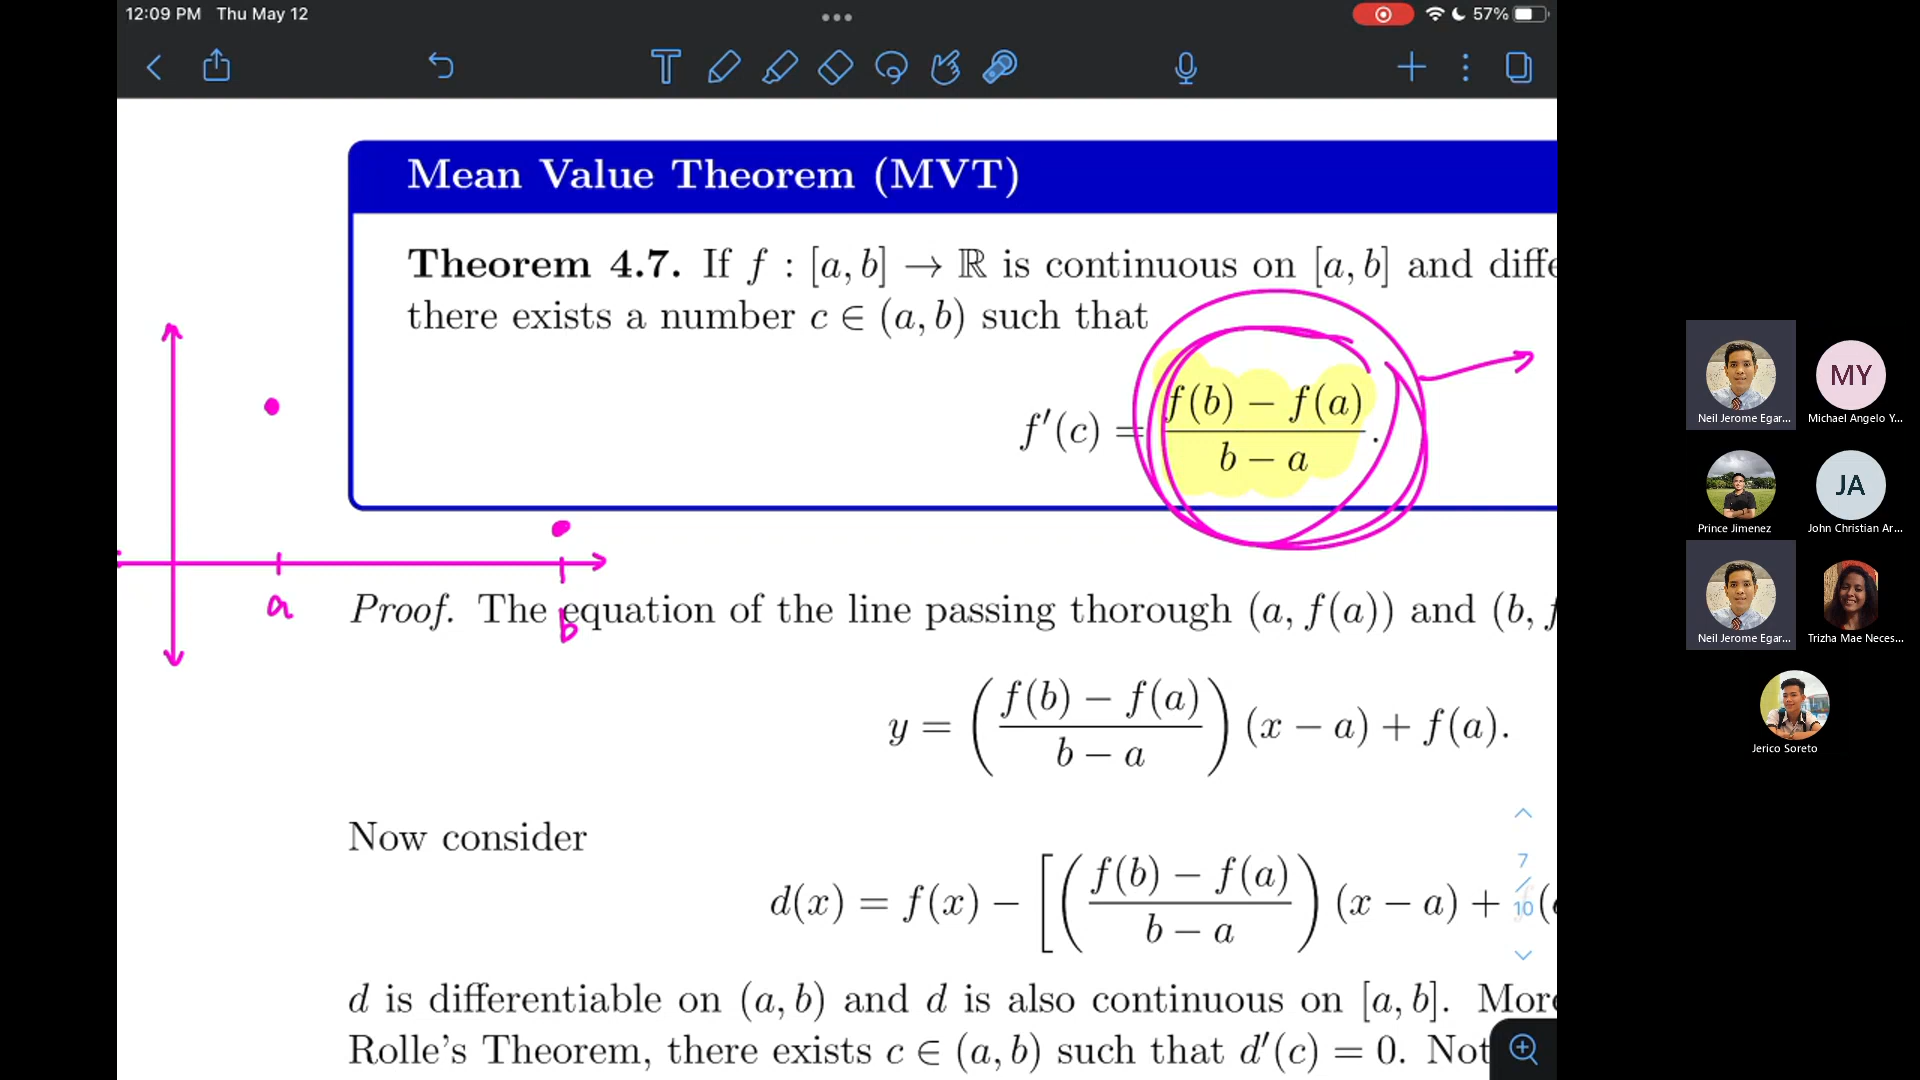 12:09 PM Thu May 12
57%
Mean Value Theorem (MVT)
Theorem 4.7. If f : [a, b] → ℝ is continuous on [a, b] and diffe
there exists a number c ∈ (a, b) such that
f′(c) = f(b) − f(a) / b − a .
a
b
Proof. The equation of the line passing thorough (a, f(a)) and (b, f
y = ( f(b) − f(a) / b − a ) (x − a) + f(a).
Now consider
d(x) = f(x) − [ ( f(b) − f(a) / b − a ) (x − a) + f(
7 / 10
d is differentiable on (a, b) and d is also continuous on [a, b]. More
Rolle's Theorem, there exists c ∈ (a, b) such that d′(c) = 0. Not
MY
Neil Jerome Egar... Michael Angelo Y...
JA
Prince Jimenez John Christian Ar...
Neil Jerome Egar... Trizha Mae Neces...
Jerico Soreto